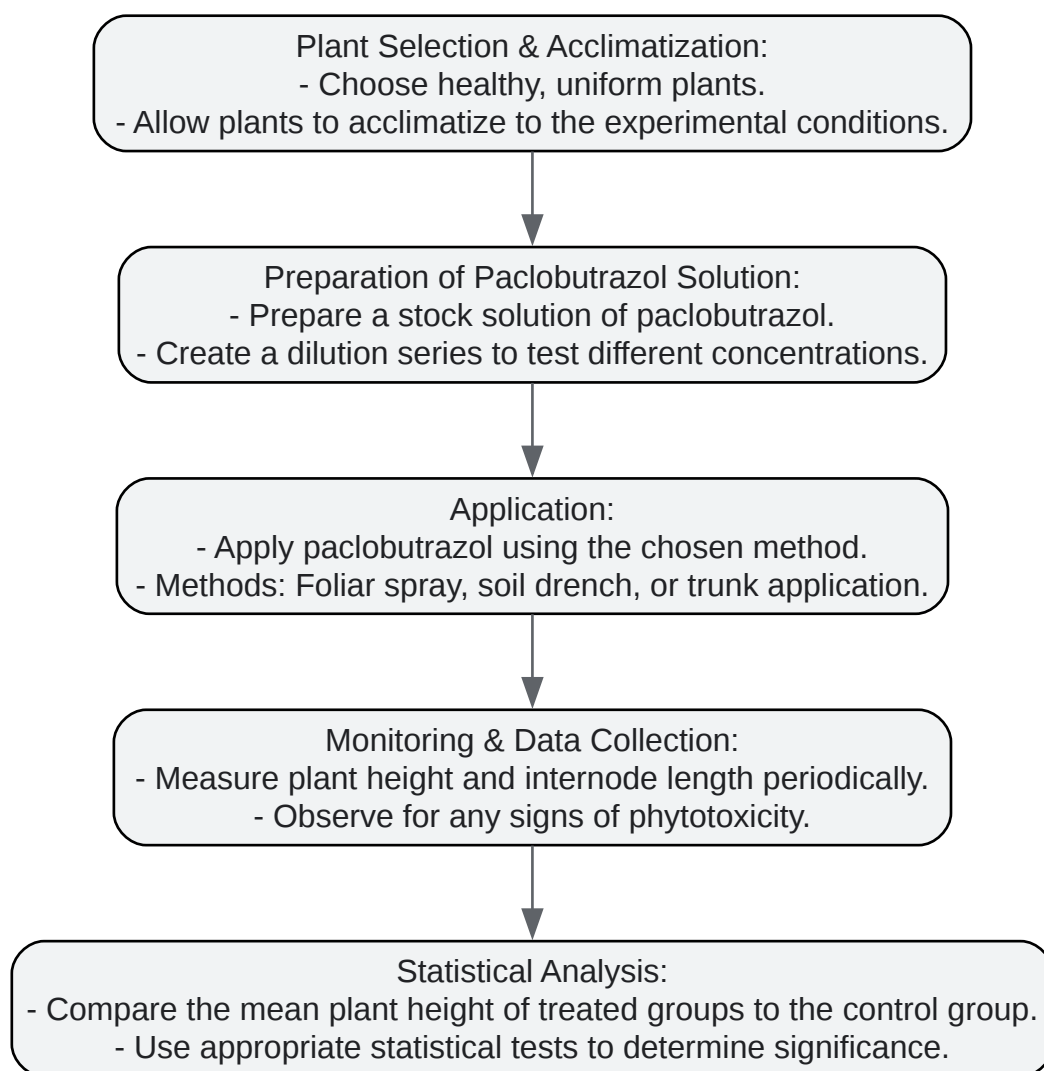 Plant Selection & Acclimatization:
- Choose healthy, uniform plants.
- Allow plants to acclimatize to the experimental conditions.
Preparation of Paclobutrazol Solution:
- Prepare a stock solution of paclobutrazol.
- Create a dilution series to test different concentrations.
Application:
- Apply paclobutrazol using the chosen method.
- Methods: Foliar spray, soil drench, or trunk application.
Monitoring & Data Collection:
- Measure plant height and internode length periodically.
- Observe for any signs of phytotoxicity.
Statistical Analysis:
- Compare the mean plant height of treated groups to the control group.
- Use appropriate statistical tests to determine significance.